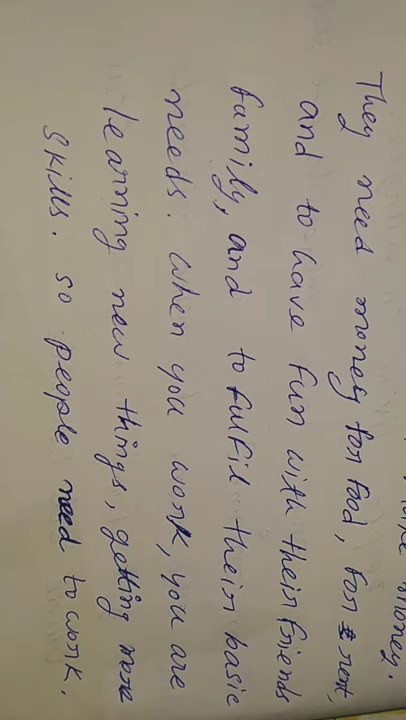 money.
They need money for food, for rent,
and to have fun with their friends
family, and to fulfil their basic
needs. When you work, you are
learning new things, getting more
skills. so people need to work.